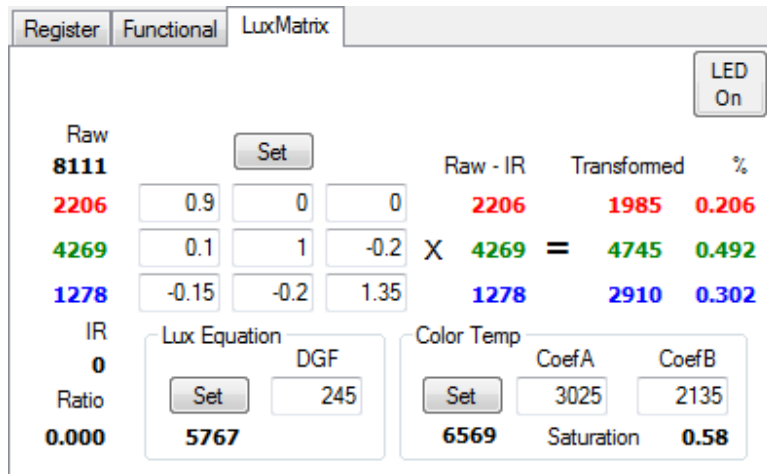 Register Functional LuxMatrix
LED
On
Raw
8111 Set Raw - IR Transformed %
2206 0.9 0 0 2206 1985 0.206
4269 0.1 1 -0.2 X 4269 = 4745 0.492
1278 -0.15 -0.2 1.35 1278 2910 0.302
IR Lux Equation Color Temp
0 DGF CoefA CoefB
Ratio Set 245 Set 3025 2135
0.000 5767 6569 Saturation 0.58